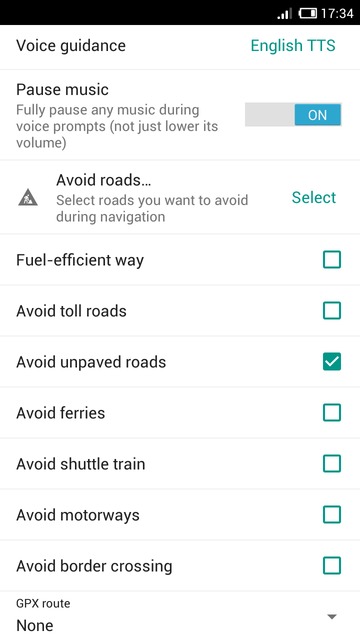 17:34
Voice guidance
English TTS
Pause music
Fully pause any music during
voice prompts (not just lower its
volume)
ON
Avoid roads…
Select roads you want to avoid
during navigation
Select
Fuel-efficient way
Avoid toll roads
Avoid unpaved roads
Avoid ferries
Avoid shuttle train
Avoid motorways
Avoid border crossing
GPX route
None